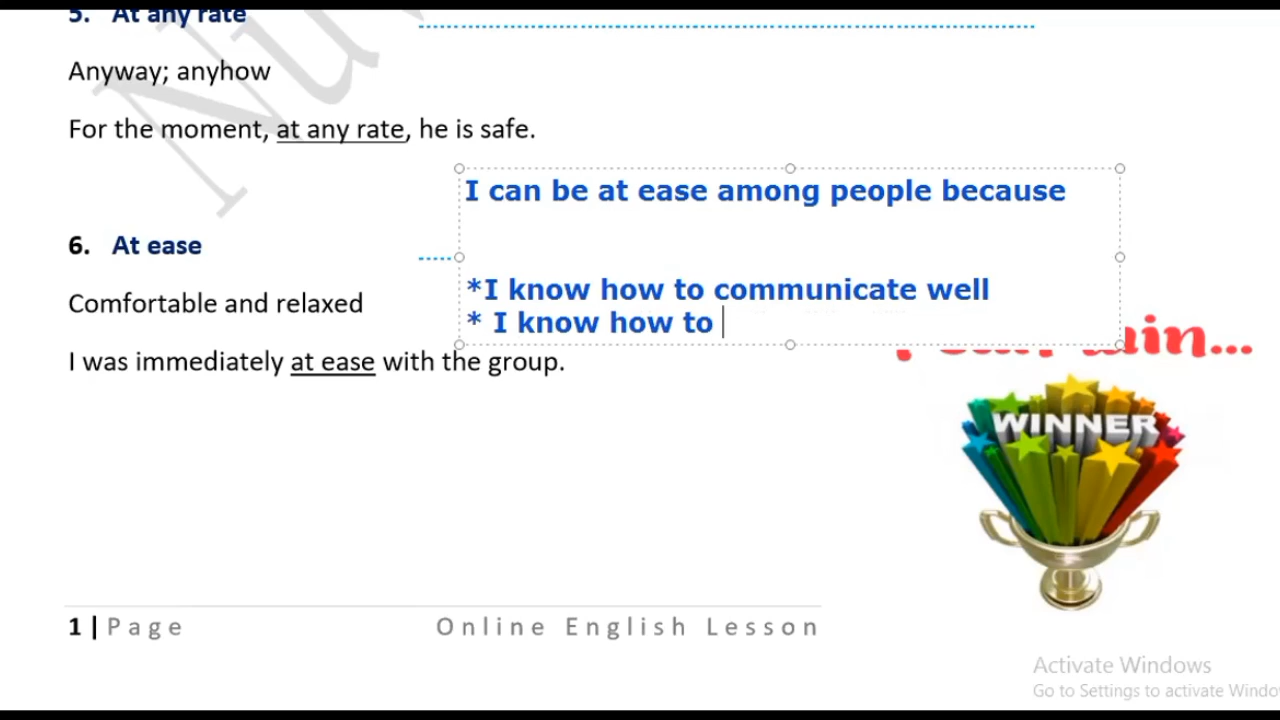 5. At any rate
Anyway; anyhow
For the moment, at any rate, he is safe.
I can be at ease among people because
6. At ease
*I know how to communicate well
Comfortable and relaxed
* I know how to
I was immediately at ease with the group.
WINNER
1 | Page
Online English Lesson
Activate Windows
Go to Settings to activate